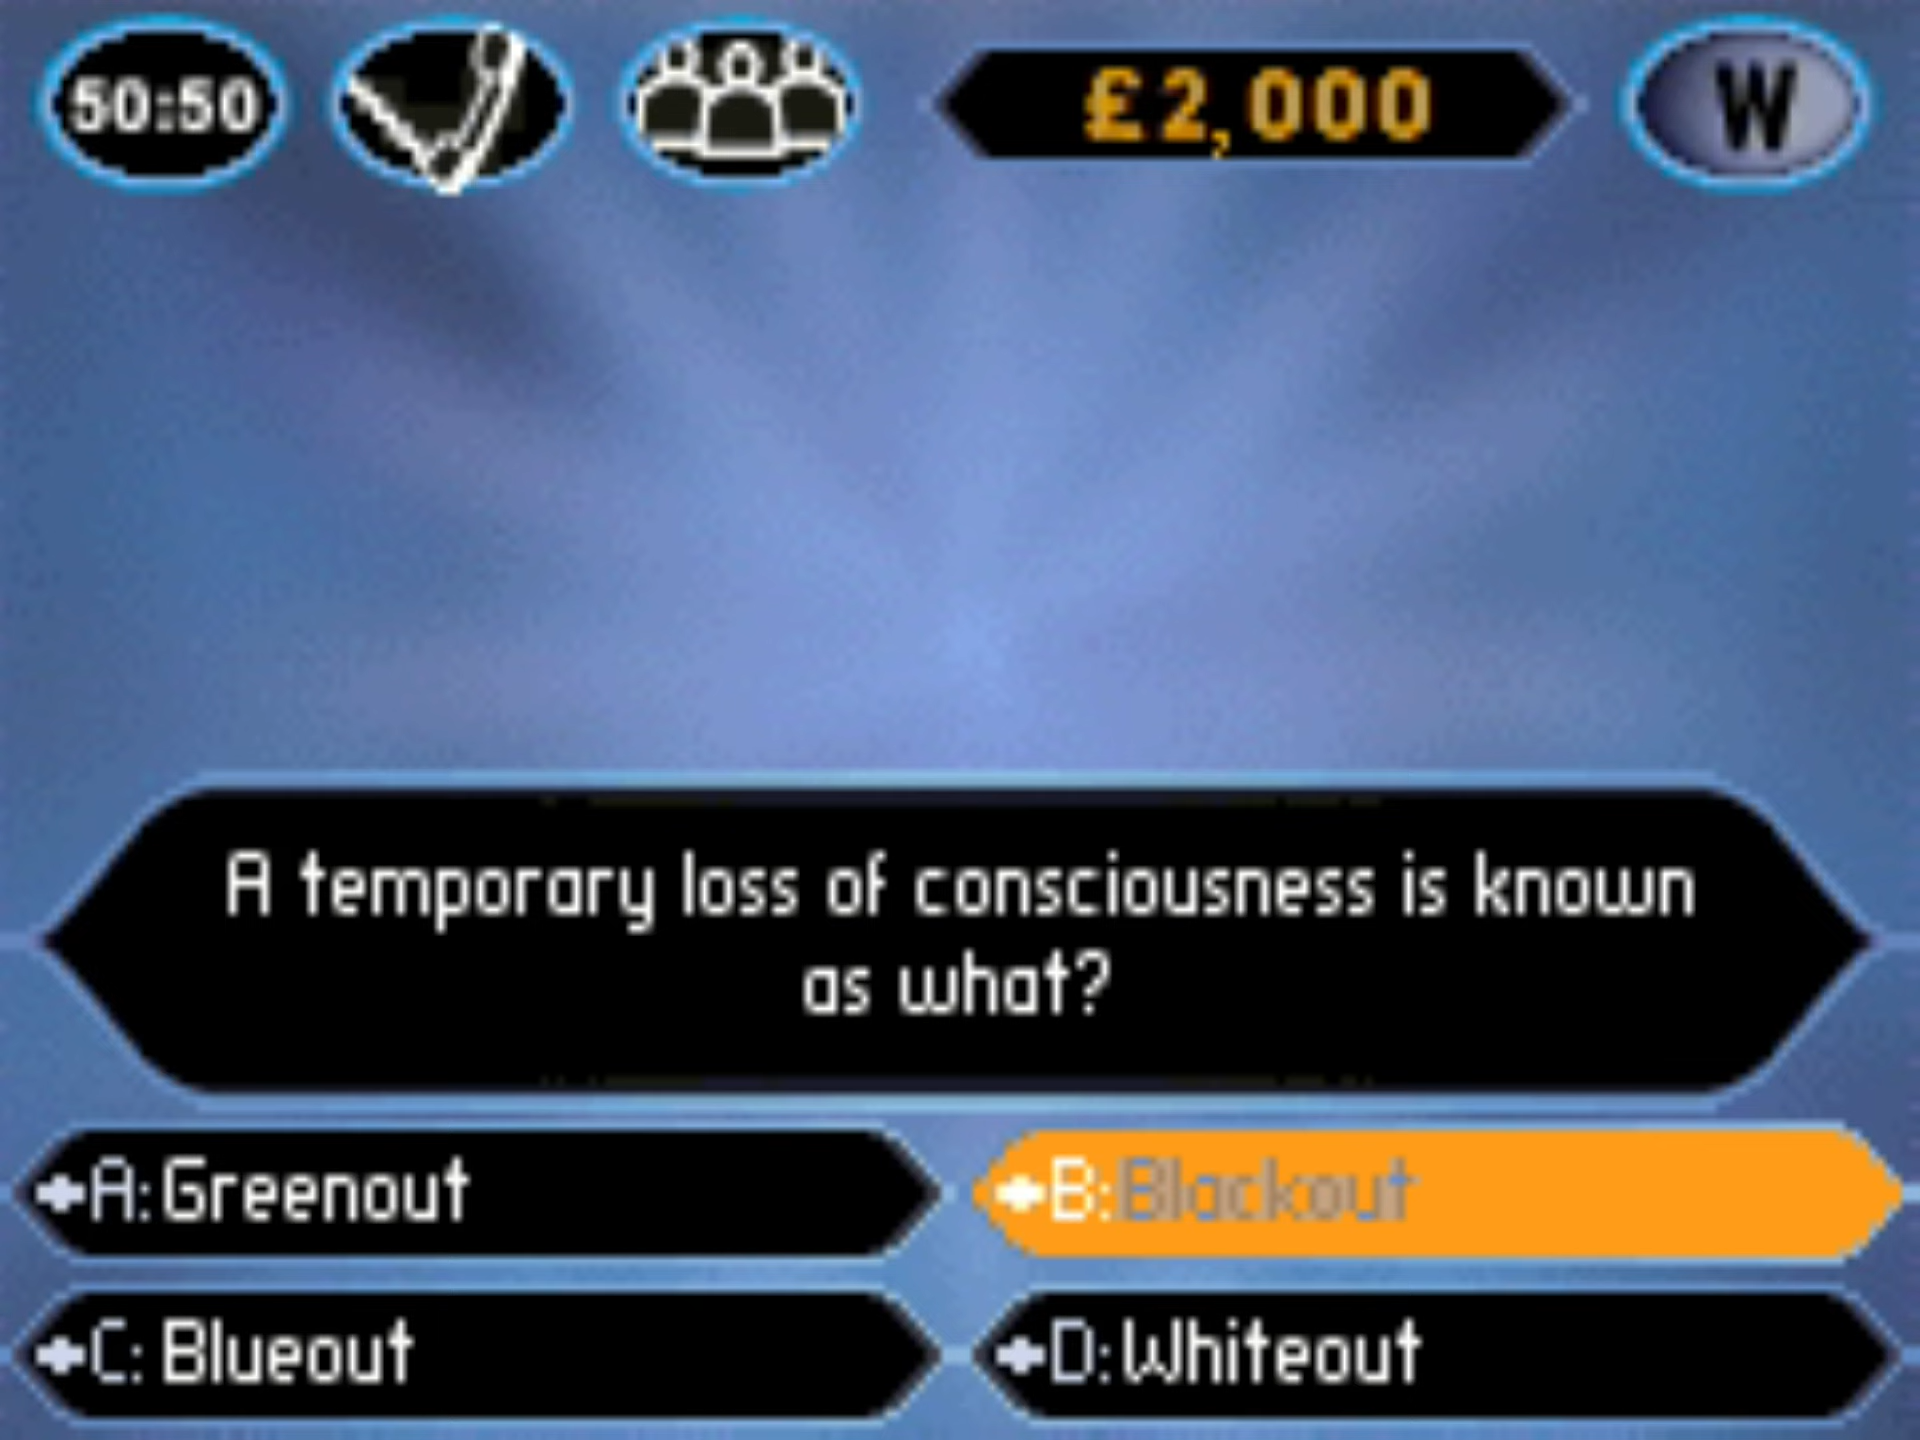 50:50 £2,000 W
A temporary loss of consciousness is known
as what?
A: Greenout
B: Blackout
C: Blueout
D: Whiteout